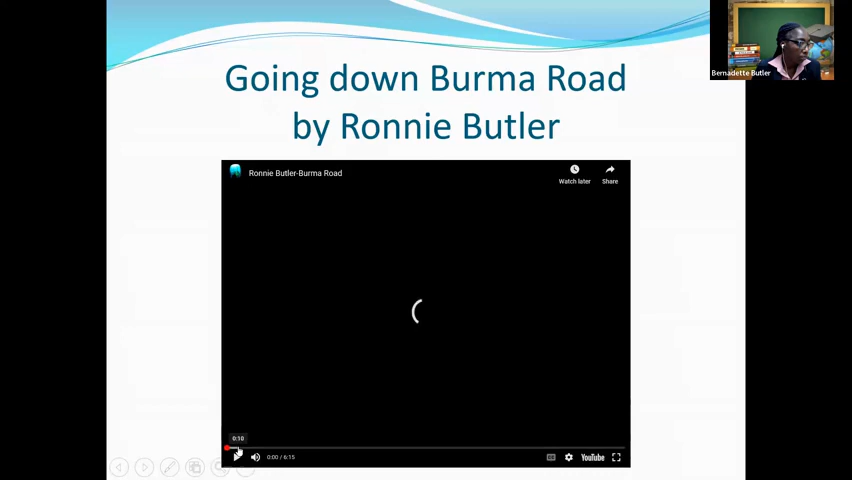 Going down Burma Road
by Ronnie Butler
Bernadette Butler
Ronnie Butler-Burma Road
Watch later
Share
0:10
0:00 / 6:15
YouTube